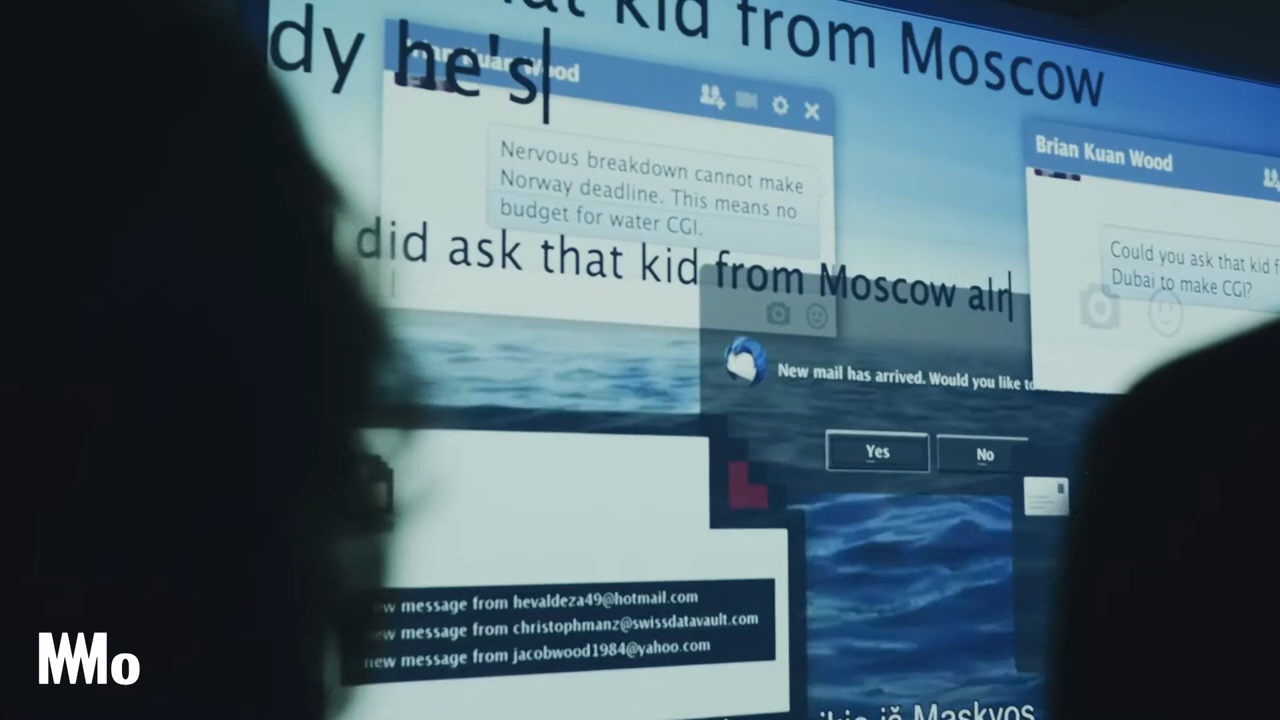 kid from Moscow
dy he's
Wood
Nervous breakdown cannot make
Norway deadline. This means no
budget for water CGI.
Brian Kuan Wood
Could you ask that kid f
Dubai to make CGI?
did ask that kid from Moscow alr
New mail has arrived. Would you like to
Yes
No
ew message from hevaldeza49@hotmail.com
ew message from christophmanz@swissdatavault.com
new message from jacobwood1984@yahoo.com
iš Maskvos
MMo